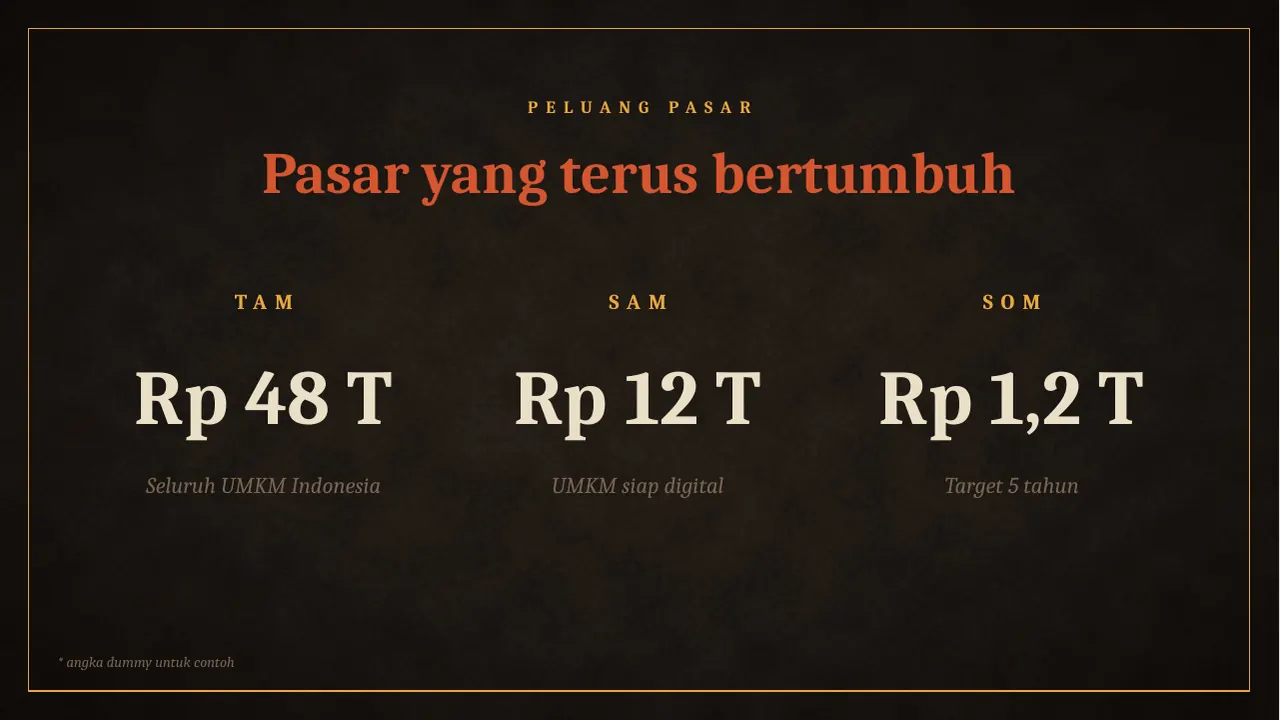 PELUANG PASAR
Pasar yang terus bertumbuh
TAM
Rp 48 T
Seluruh UMKM Indonesia
SAM
Rp 12 T
UMKM siap digital
SOM
Rp 1,2 T
Target 5 tahun
* angka dummy untuk contoh